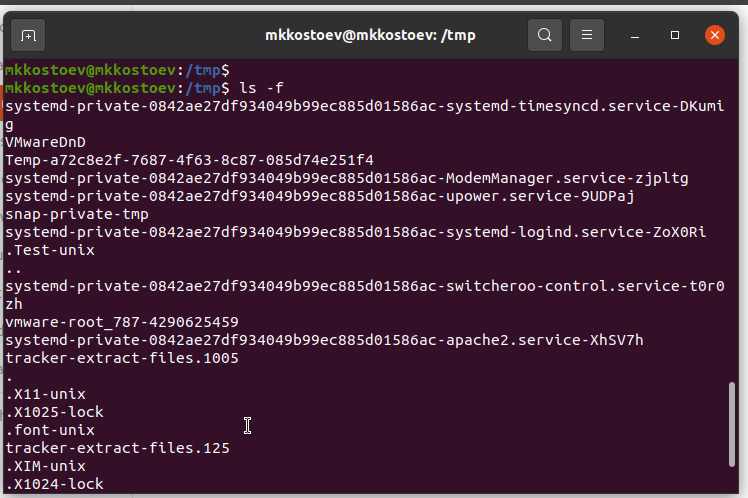 mkkostoev@mkkostoev: /tmp
mkkostoev@mkkostoev:/tmp$
mkkostoev@mkkostoev:/tmp$ ls -f
systemd-private-0842ae27df934049b99ec885d01586ac-systemd-timesyncd.service-DKumi
g
VMwareDnD
Temp-a72c8e2f-7687-4f63-8c87-085d74e251f4
systemd-private-0842ae27df934049b99ec885d01586ac-ModemManager.service-zjpltg
systemd-private-0842ae27df934049b99ec885d01586ac-upower.service-9UDPaj
snap-private-tmp
systemd-private-0842ae27df934049b99ec885d01586ac-systemd-logind.service-ZoX0Ri
.Test-unix
..
systemd-private-0842ae27df934049b99ec885d01586ac-switcheroo-control.service-t0r0
zh
vmware-root_787-4290625459
systemd-private-0842ae27df934049b99ec885d01586ac-apache2.service-XhSV7h
tracker-extract-files.1005
.
.X11-unix
.X1025-lock
.font-unix
tracker-extract-files.125
.XIM-unix
.X1024-lock